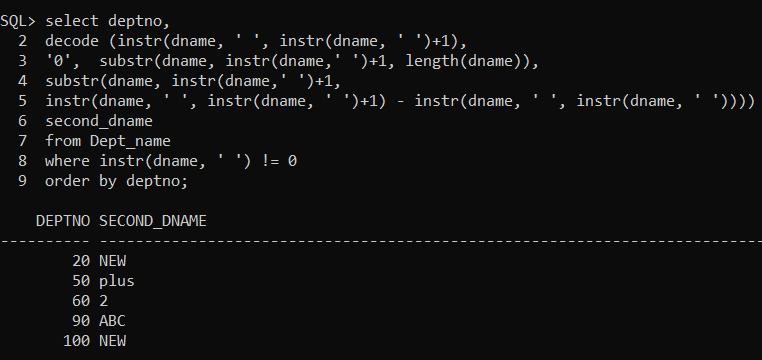 SQL> select deptno,
  2  decode (instr(dname, ' ', instr(dname, ' ')+1),
  3  '0',  substr(dname, instr(dname,' ')+1, length(dname)),
  4  substr(dname, instr(dname,' ')+1,
  5  instr(dname, ' ', instr(dname, ' ')+1) - instr(dname, ' ', instr(dname, ' '))))
  6  second_dname
  7  from Dept_name
  8  where instr(dname, ' ') != 0
  9  order by deptno;
    DEPTNO SECOND_DNAME
---------- -------------------------------------------------------------------
        20 NEW
        50 plus
        60 2
        90 ABC
       100 NEW